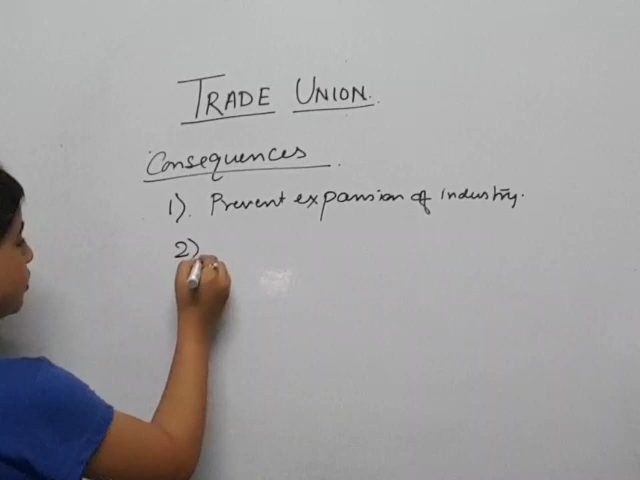 TRADE UNION.
Consequences.
1). Prevent expansion of industry.
2)